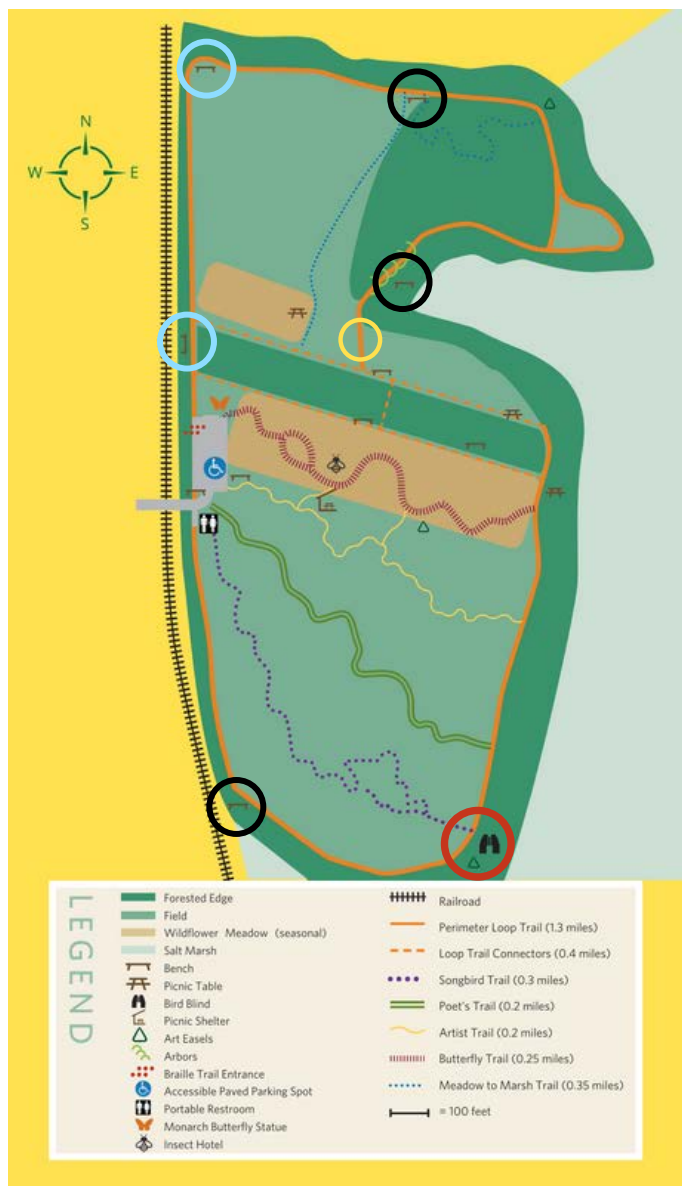 N
W E
S
LEGEND
Forested Edge
Field
Wildflower Meadow (seasonal)
Salt Marsh
Bench
Picnic Table
Bird Blind
Picnic Shelter
Art Easels
Arbors
Braille Trail Entrance
Accessible Paved Parking Spot
Portable Restroom
Monarch Butterfly Statue
Insect Hotel
Railroad
Perimeter Loop Trail (1.3 miles)
Loop Trail Connectors (0.4 miles)
Songbird Trail (0.3 miles)
Poet's Trail (0.2 miles)
Artist Trail (0.2 miles)
Butterfly Trail (0.25 miles)
Meadow to Marsh Trail (0.35 miles)
= 100 feet